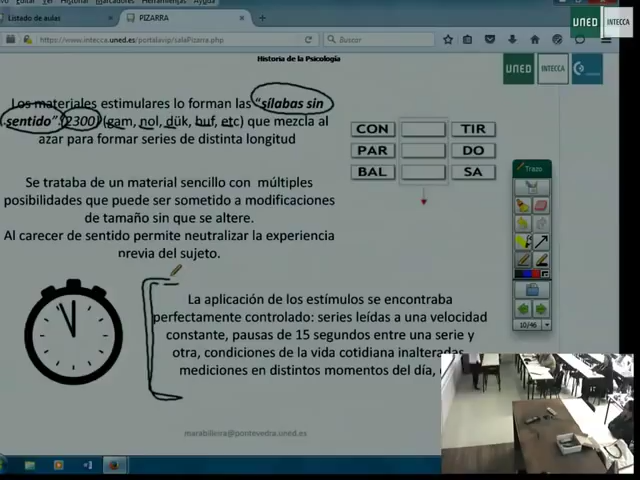 Historial
Marcadores
Herramientas
Ayuda
Listado de aulas
PIZARRA
https://www.intecca.uned.es/portalavip/salaPizarra.php
Buscar
UNED INTECCA
Historia de la Psicología
UNED INTECCA
Los materiales estimulares lo forman las "sílabas sin
sentido" (2300) (gam, nol, dük, buf, etc) que mezcla al
azar para formar series de distinta longitud
CON TIR
PAR DO
BAL SA
Se trataba de un material sencillo con múltiples
posibilidades que puede ser sometido a modificaciones
de tamaño sin que se altere.
Al carecer de sentido permite neutralizar la experiencia
previa del sujeto.
Trazo
10/46
La aplicación de los estímulos se encontraba
perfectamente controlado: series leídas a una velocidad
constante, pausas de 15 segundos entre una serie y
otra, condiciones de la vida cotidiana inalteradas,
mediciones en distintos momentos del día,